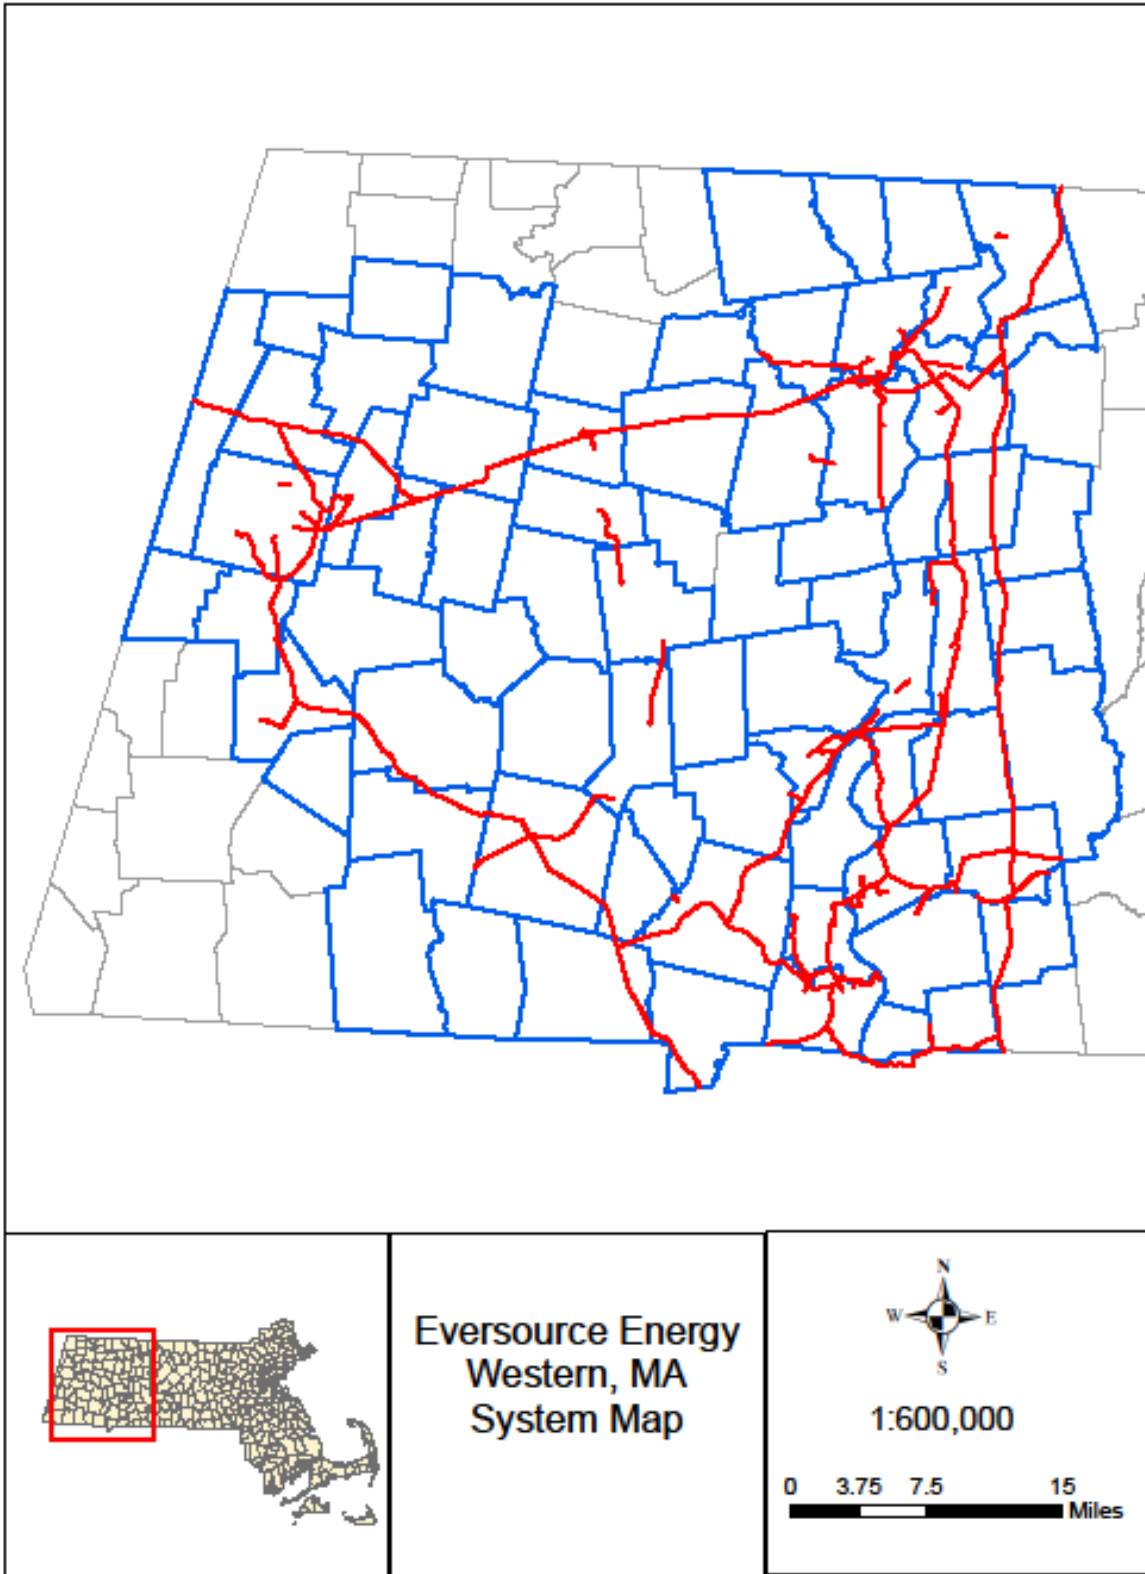 Eversource Energy
Western, MA
System Map
N
W E
S
1:600,000
0 3.75 7.5 15
Miles